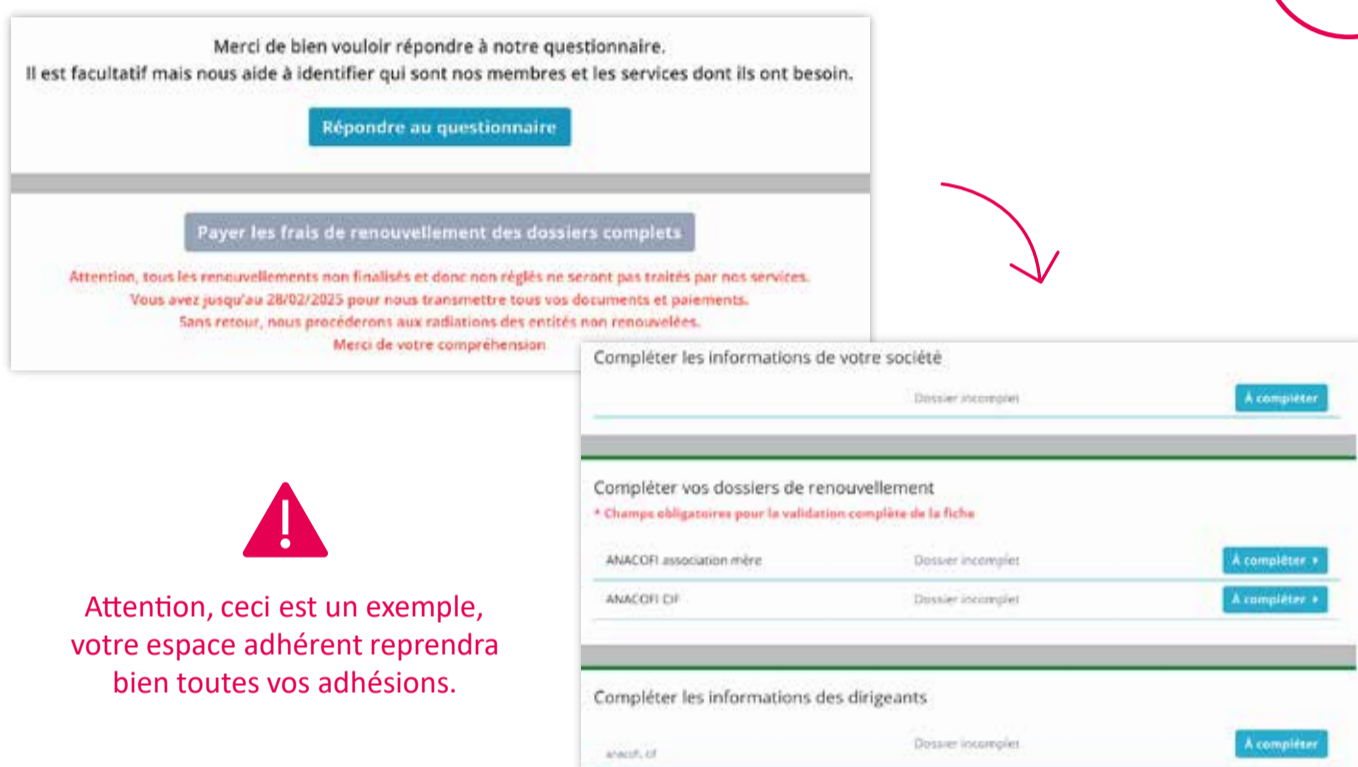 Merci de bien vouloir répondre à notre questionnaire.
Il est facultatif mais nous aide à identifier qui sont nos membres et les services dont ils ont besoin.
Répondre au questionnaire
Payer les frais de renouvellement des dossiers complets
Attention, tous les renouvellements non finalisés et donc non réglés ne seront pas traités par nos services.
Vous avez jusqu'au 28/02/2025 pour nous transmettre tous vos documents et paiements.
Sans retour, nous procéderons aux radiations des entités non renouvelées.
Merci de votre compréhension
Compléter les informations de votre société
Dossier incomplet À compléter
Compléter vos dossiers de renouvellement
* Champs obligatoires pour la validation complète de la fiche
ANACOFI association mère Dossier incomplet À compléter
ANACOFI CIF Dossier incomplet À compléter
Compléter les informations des dirigeants
anacofi, cif Dossier incomplet À compléter
Attention, ceci est un exemple,
votre espace adhérent reprendra
bien toutes vos adhésions.